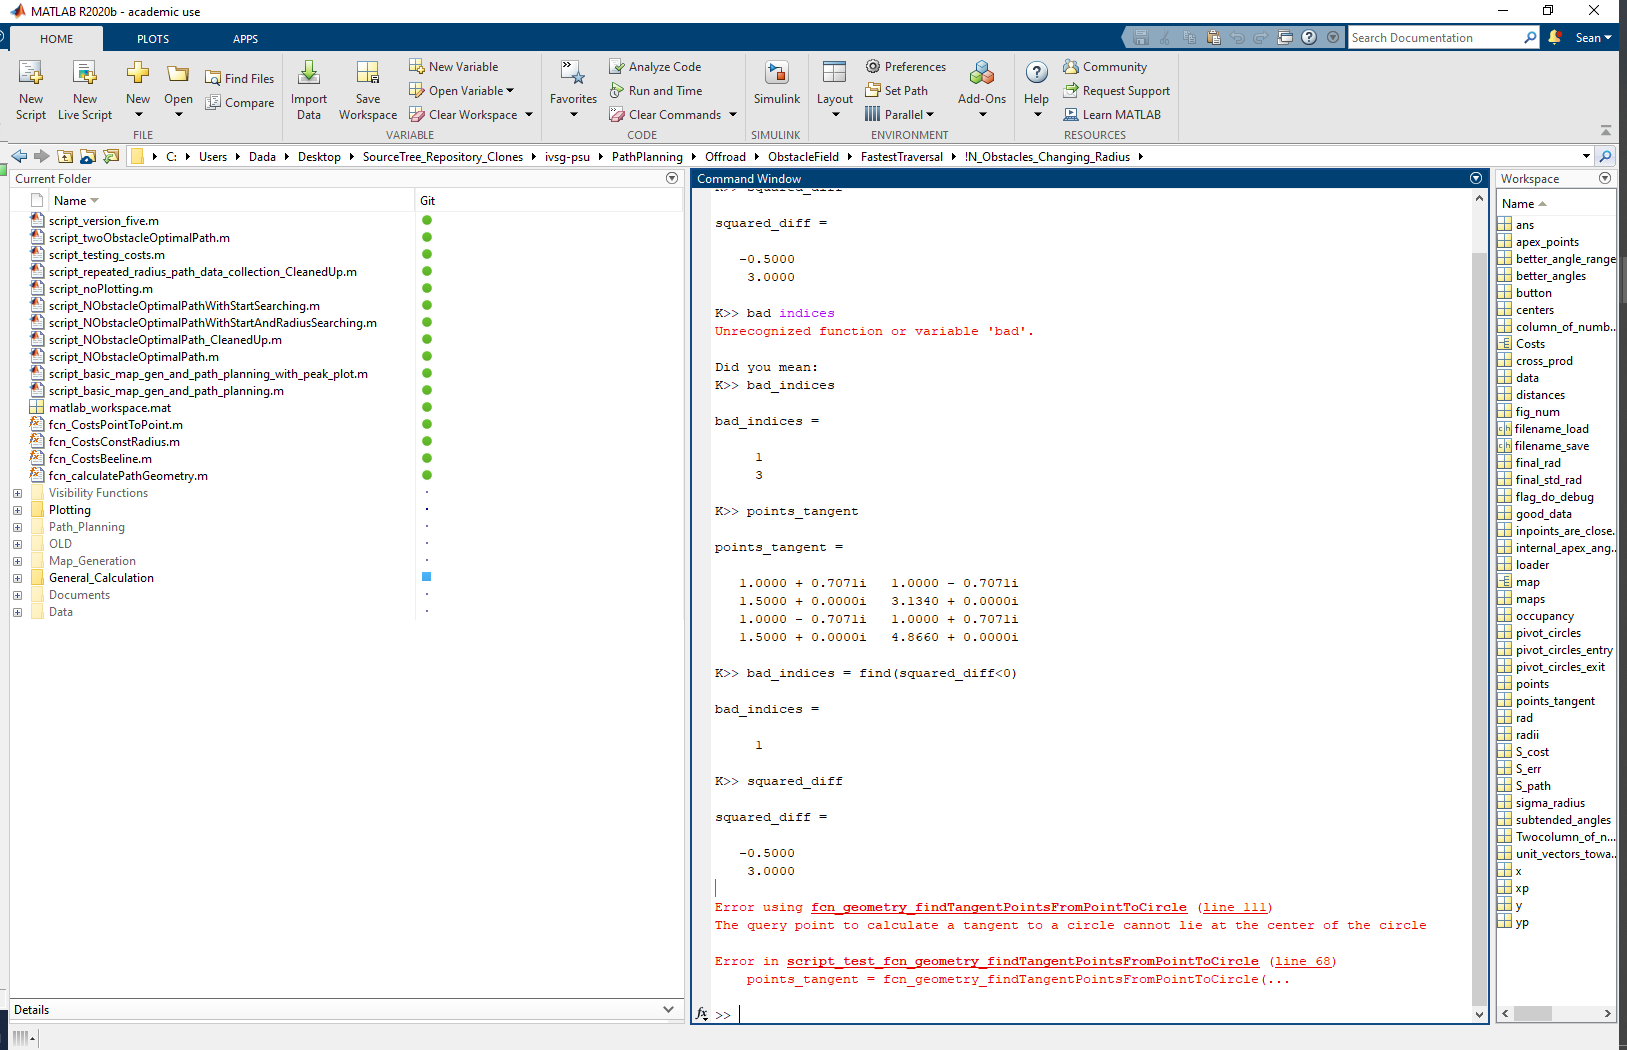 MATLAB R2020b - academic use
HOME PLOTS APPS
Search Documentation
Sean
New Script
New Live Script
New
Open
Find Files
Compare
FILE
Import Data
Save Workspace
New Variable
Open Variable
Clear Workspace
VARIABLE
Favorites
Analyze Code
Run and Time
Clear Commands
CODE
Simulink
SIMULINK
Layout
Preferences
Set Path
Parallel
Add-Ons
ENVIRONMENT
Help
Community
Request Support
Learn MATLAB
RESOURCES
C: Users Dada Desktop SourceTree_Repository_Clones ivsg-psu PathPlanning Offroad ObstacleField FastestTraversal !N_Obstacles_Changing_Radius
Current Folder
Name Git
script_version_five.m
script_twoObstacleOptimalPath.m
script_testing_costs.m
script_repeated_radius_path_data_collection_CleanedUp.m
script_noPlotting.m
script_NObstacleOptimalPathWithStartSearching.m
script_NObstacleOptimalPathWithStartAndRadiusSearching.m
script_NObstacleOptimalPath_CleanedUp.m
script_NObstacleOptimalPath.m
script_basic_map_gen_and_path_planning_with_peak_plot.m
script_basic_map_gen_and_path_planning.m
matlab_workspace.mat
fcn_CostsPointToPoint.m
fcn_CostsConstRadius.m
fcn_CostsBeeline.m
fcn_calculatePathGeometry.m
Visibility Functions
Plotting
Path_Planning
OLD
Map_Generation
General_Calculation
Documents
Data
Details
Command Window
K>> squared_diff
squared_diff =
-0.5000
3.0000
K>> bad indices
Unrecognized function or variable 'bad'.
Did you mean:
K>> bad_indices
bad_indices =
1
3
K>> points_tangent
points_tangent =
1.0000 + 0.7071i 1.0000 - 0.7071i
1.5000 + 0.0000i 3.1340 + 0.0000i
1.0000 - 0.7071i 1.0000 + 0.7071i
1.5000 + 0.0000i 4.8660 + 0.0000i
K>> bad_indices = find(squared_diff<0)
bad_indices =
1
K>> squared_diff
squared_diff =
-0.5000
3.0000
Error using fcn_geometry_findTangentPointsFromPointToCircle (line 111)
The query point to calculate a tangent to a circle cannot lie at the center of the circle
Error in script_test_fcn_geometry_findTangentPointsFromPointToCircle (line 68)
points_tangent = fcn_geometry_findTangentPointsFromPointToCircle(...
fx >>
Workspace
Name
ans
apex_points
better_angle_range
better_angles
button
centers
column_of_numb...
Costs
cross_prod
data
distances
fig_num
filename_load
filename_save
final_rad
final_std_rad
flag_do_debug
good_data
inpoints_are_close...
internal_apex_ang...
loader
map
maps
occupancy
pivot_circles
pivot_circles_entry
pivot_circles_exit
points
points_tangent
rad
radii
S_cost
S_err
S_path
sigma_radius
subtended_angles
Twocolumn_of_n...
unit_vectors_towa...
x
xp
y
yp